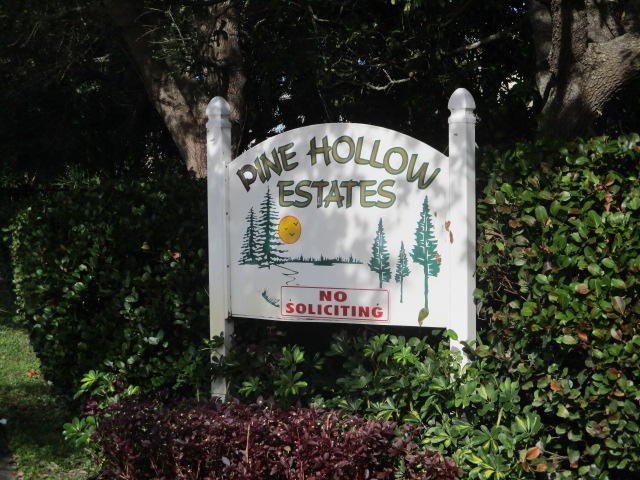 PINE HOLLOW
ESTATES
NO
SOLICITING